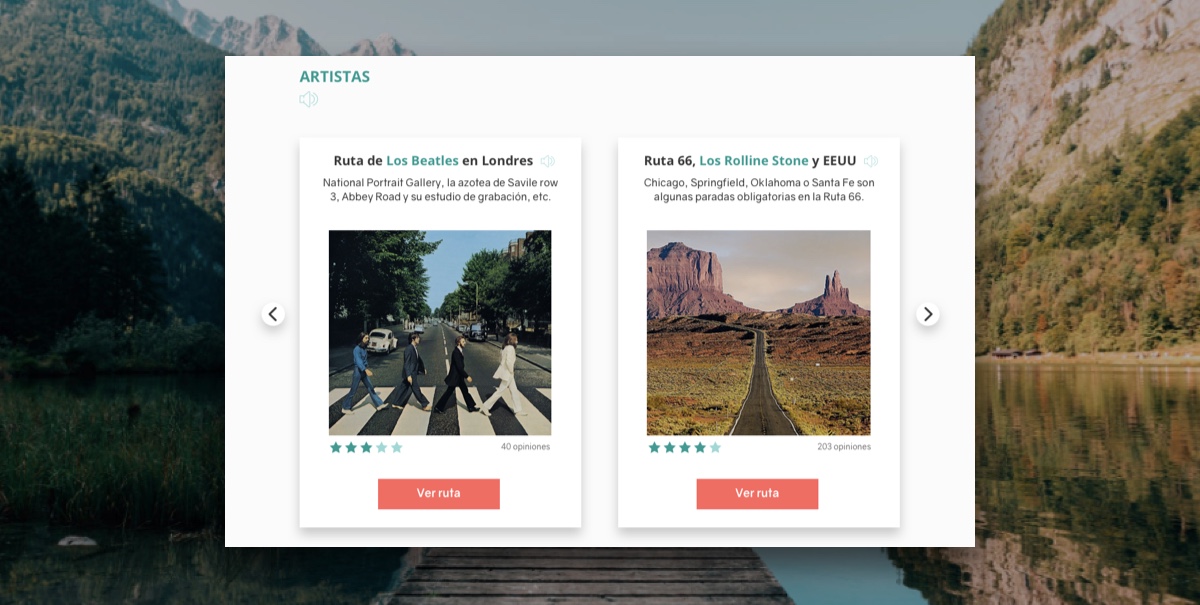 ARTISTAS
Ruta de Los Beatles en Londres
National Portrait Gallery, la azotea de Savile row
3, Abbey Road y su estudio de grabación, etc.
40 opiniones
Ver ruta
Ruta 66, Los Rolline Stone y EEUU
Chicago, Springfield, Oklahoma o Santa Fe son
algunas paradas obligatorias en la Ruta 66.
203 opiniones
Ver ruta